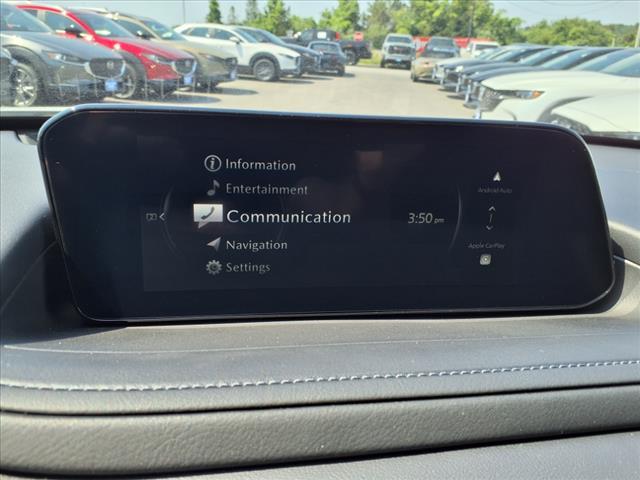 Information
Entertainment
Communication
Navigation
Settings
3:50 pm
Android Auto
Apple CarPlay